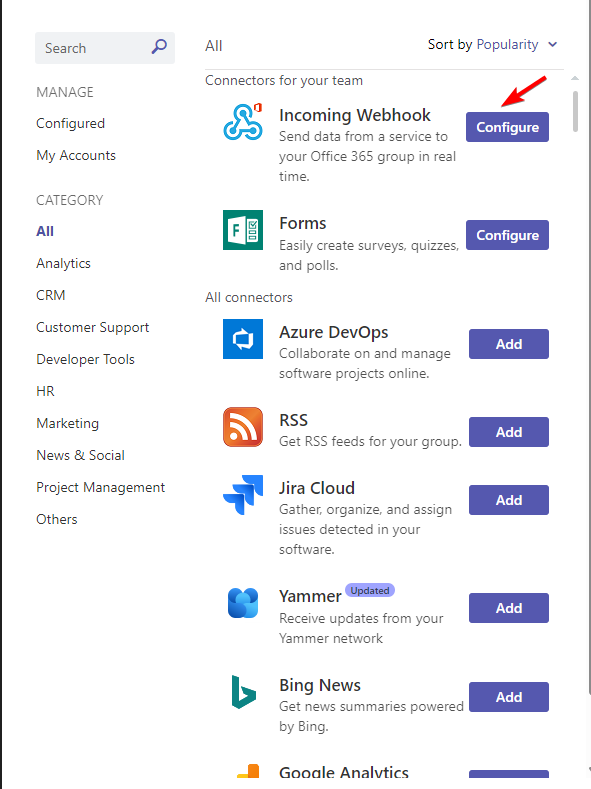 Search
MANAGE
Configured
My Accounts
CATEGORY
All
Analytics
CRM
Customer Support
Developer Tools
HR
Marketing
News & Social
Project Management
Others
All
Sort by Popularity
Connectors for your team
Incoming Webhook
Send data from a service to
your Office 365 group in real
time.
Configure
Forms
Easily create surveys, quizzes,
and polls.
Configure
All connectors
Azure DevOps
Collaborate on and manage
software projects online.
Add
RSS
Get RSS feeds for your group.
Add
Jira Cloud
Gather, organize, and assign
issues detected in your
software.
Add
Yammer Updated
Receive updates from your
Yammer network
Add
Bing News
Get news summaries powered
by Bing.
Add
Google Analytics